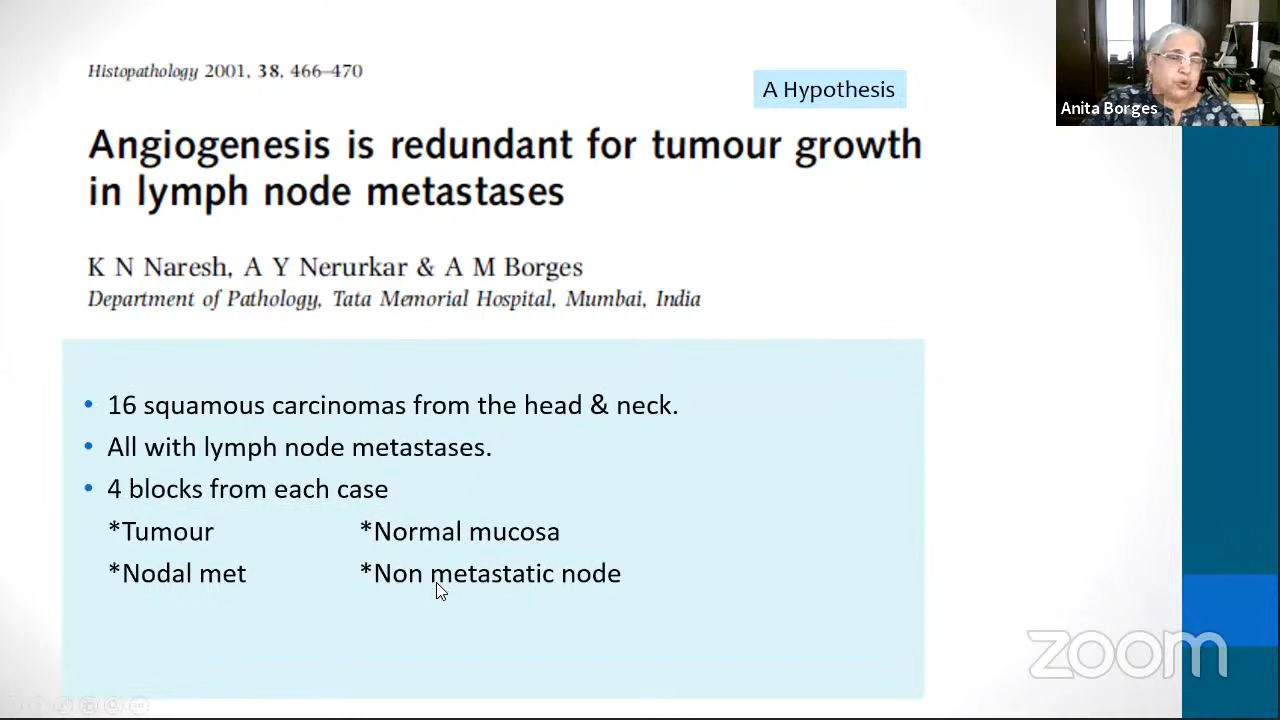 Histopathology 2001, 38, 466–470
A Hypothesis
Anita Borges
Angiogenesis is redundant for tumour growth
in lymph node metastases
K N Naresh, A Y Nerurkar & A M Borges
Department of Pathology, Tata Memorial Hospital, Mumbai, India
• 16 squamous carcinomas from the head & neck.
• All with lymph node metastases.
• 4 blocks from each case
*Tumour *Normal mucosa
*Nodal met *Non metastatic node
zoom